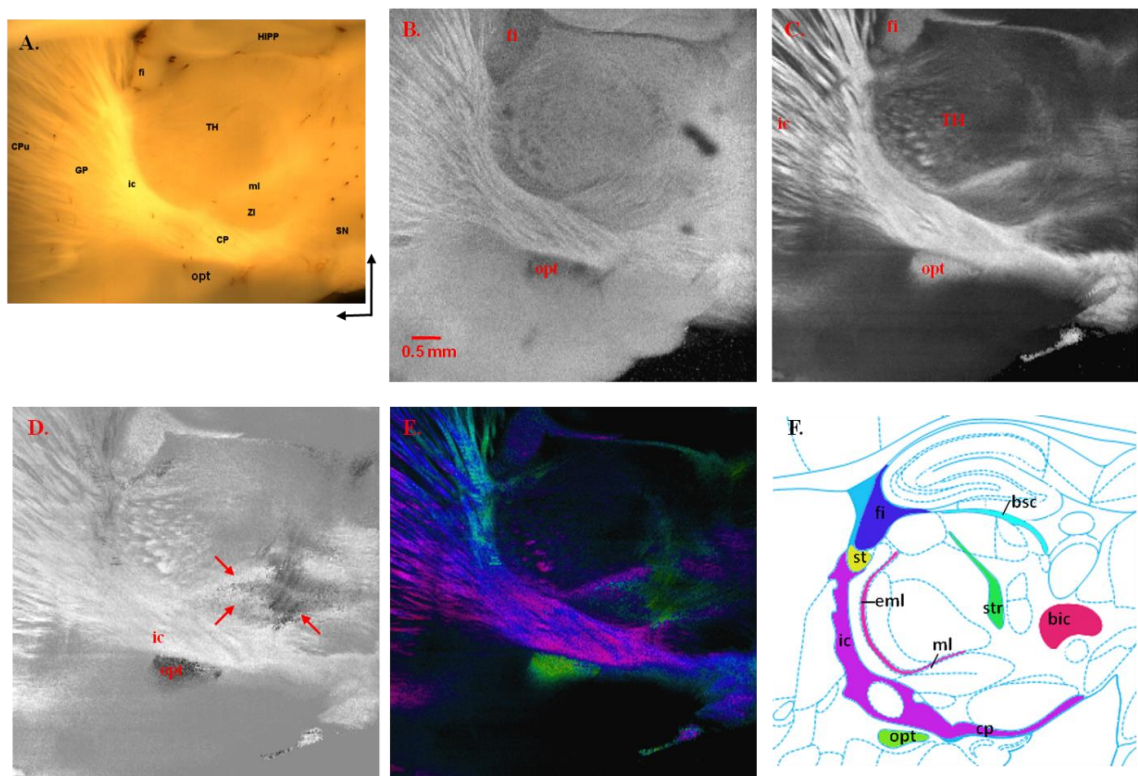 A.
HIPP
fi
TH
CPu
GP
ic
ml
ZI
SN
CP
opt
B.
fi
opt
0.5 mm
C.
fi
ic
TH
opt
D.
ic
opt
E.
F.
bsc
fi
st
eml
str
bic
ic
ml
opt
cp